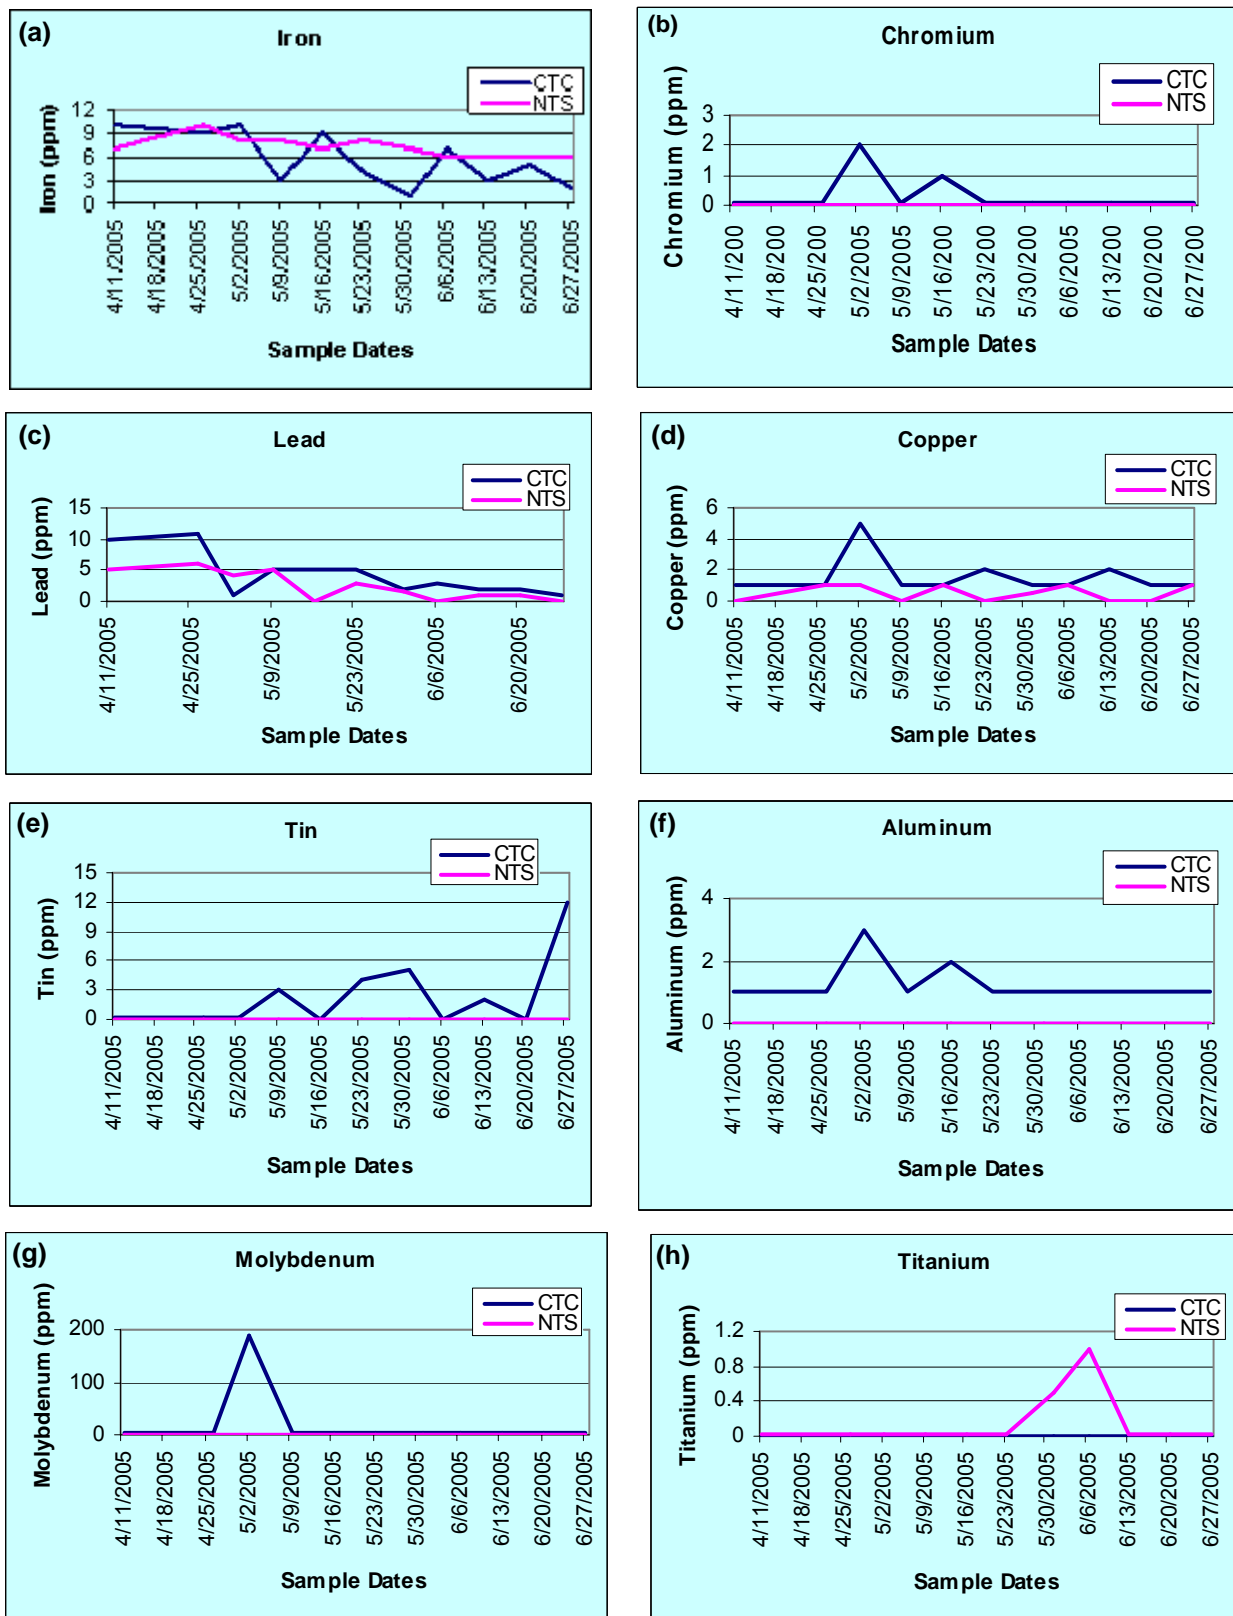 (a)
Iron
CTC
NTS
Iron (ppm)
12
9
6
3
0
4/11/2005
4/18/2005
4/25/2005
5/2/2005
5/9/2005
5/16/2005
5/23/2005
5/30/2005
6/6/2005
6/13/2005
6/20/2005
6/27/2005
Sample Dates
(b)
Chromium
CTC
NTS
Chromium (ppm)
3
2
1
0
4/11/200
4/18/200
4/25/200
5/2/2005
5/9/2005
5/16/200
5/23/200
5/30/200
6/6/2005
6/13/200
6/20/200
6/27/200
Sample Dates
(c)
Lead
CTC
NTS
Lead (ppm)
15
10
5
0
4/11/2005
4/25/2005
5/9/2005
5/23/2005
6/6/2005
6/20/2005
Sample Dates
(d)
Copper
CTC
NTS
Copper (ppm)
6
4
2
0
4/11/2005
4/18/2005
4/25/2005
5/2/2005
5/9/2005
5/16/2005
5/23/2005
5/30/2005
6/6/2005
6/13/2005
6/20/2005
6/27/2005
Sample Dates
(e)
Tin
CTC
NTS
Tin (ppm)
15
12
9
6
3
0
4/11/2005
4/18/2005
4/25/2005
5/2/2005
5/9/2005
5/16/2005
5/23/2005
5/30/2005
6/6/2005
6/13/2005
6/20/2005
6/27/2005
Sample Dates
(f)
Aluminum
CTC
NTS
Aluminum (ppm)
4
2
0
4/11/2005
4/18/2005
4/25/2005
5/2/2005
5/9/2005
5/16/2005
5/23/2005
5/30/2005
6/6/2005
6/13/2005
6/20/2005
6/27/2005
Sample Dates
(g)
Molybdenum
CTC
NTS
Molybdenum (ppm)
200
100
0
4/11/2005
4/18/2005
4/25/2005
5/2/2005
5/9/2005
5/16/2005
5/23/2005
5/30/2005
6/6/2005
6/13/2005
6/20/2005
6/27/2005
Sample Dates
(h)
Titanium
CTC
NTS
Titanium (ppm)
1.2
0.8
0.4
0
4/11/2005
4/18/2005
4/25/2005
5/2/2005
5/9/2005
5/16/2005
5/23/2005
5/30/2005
6/6/2005
6/13/2005
6/20/2005
6/27/2005
Sample Dates